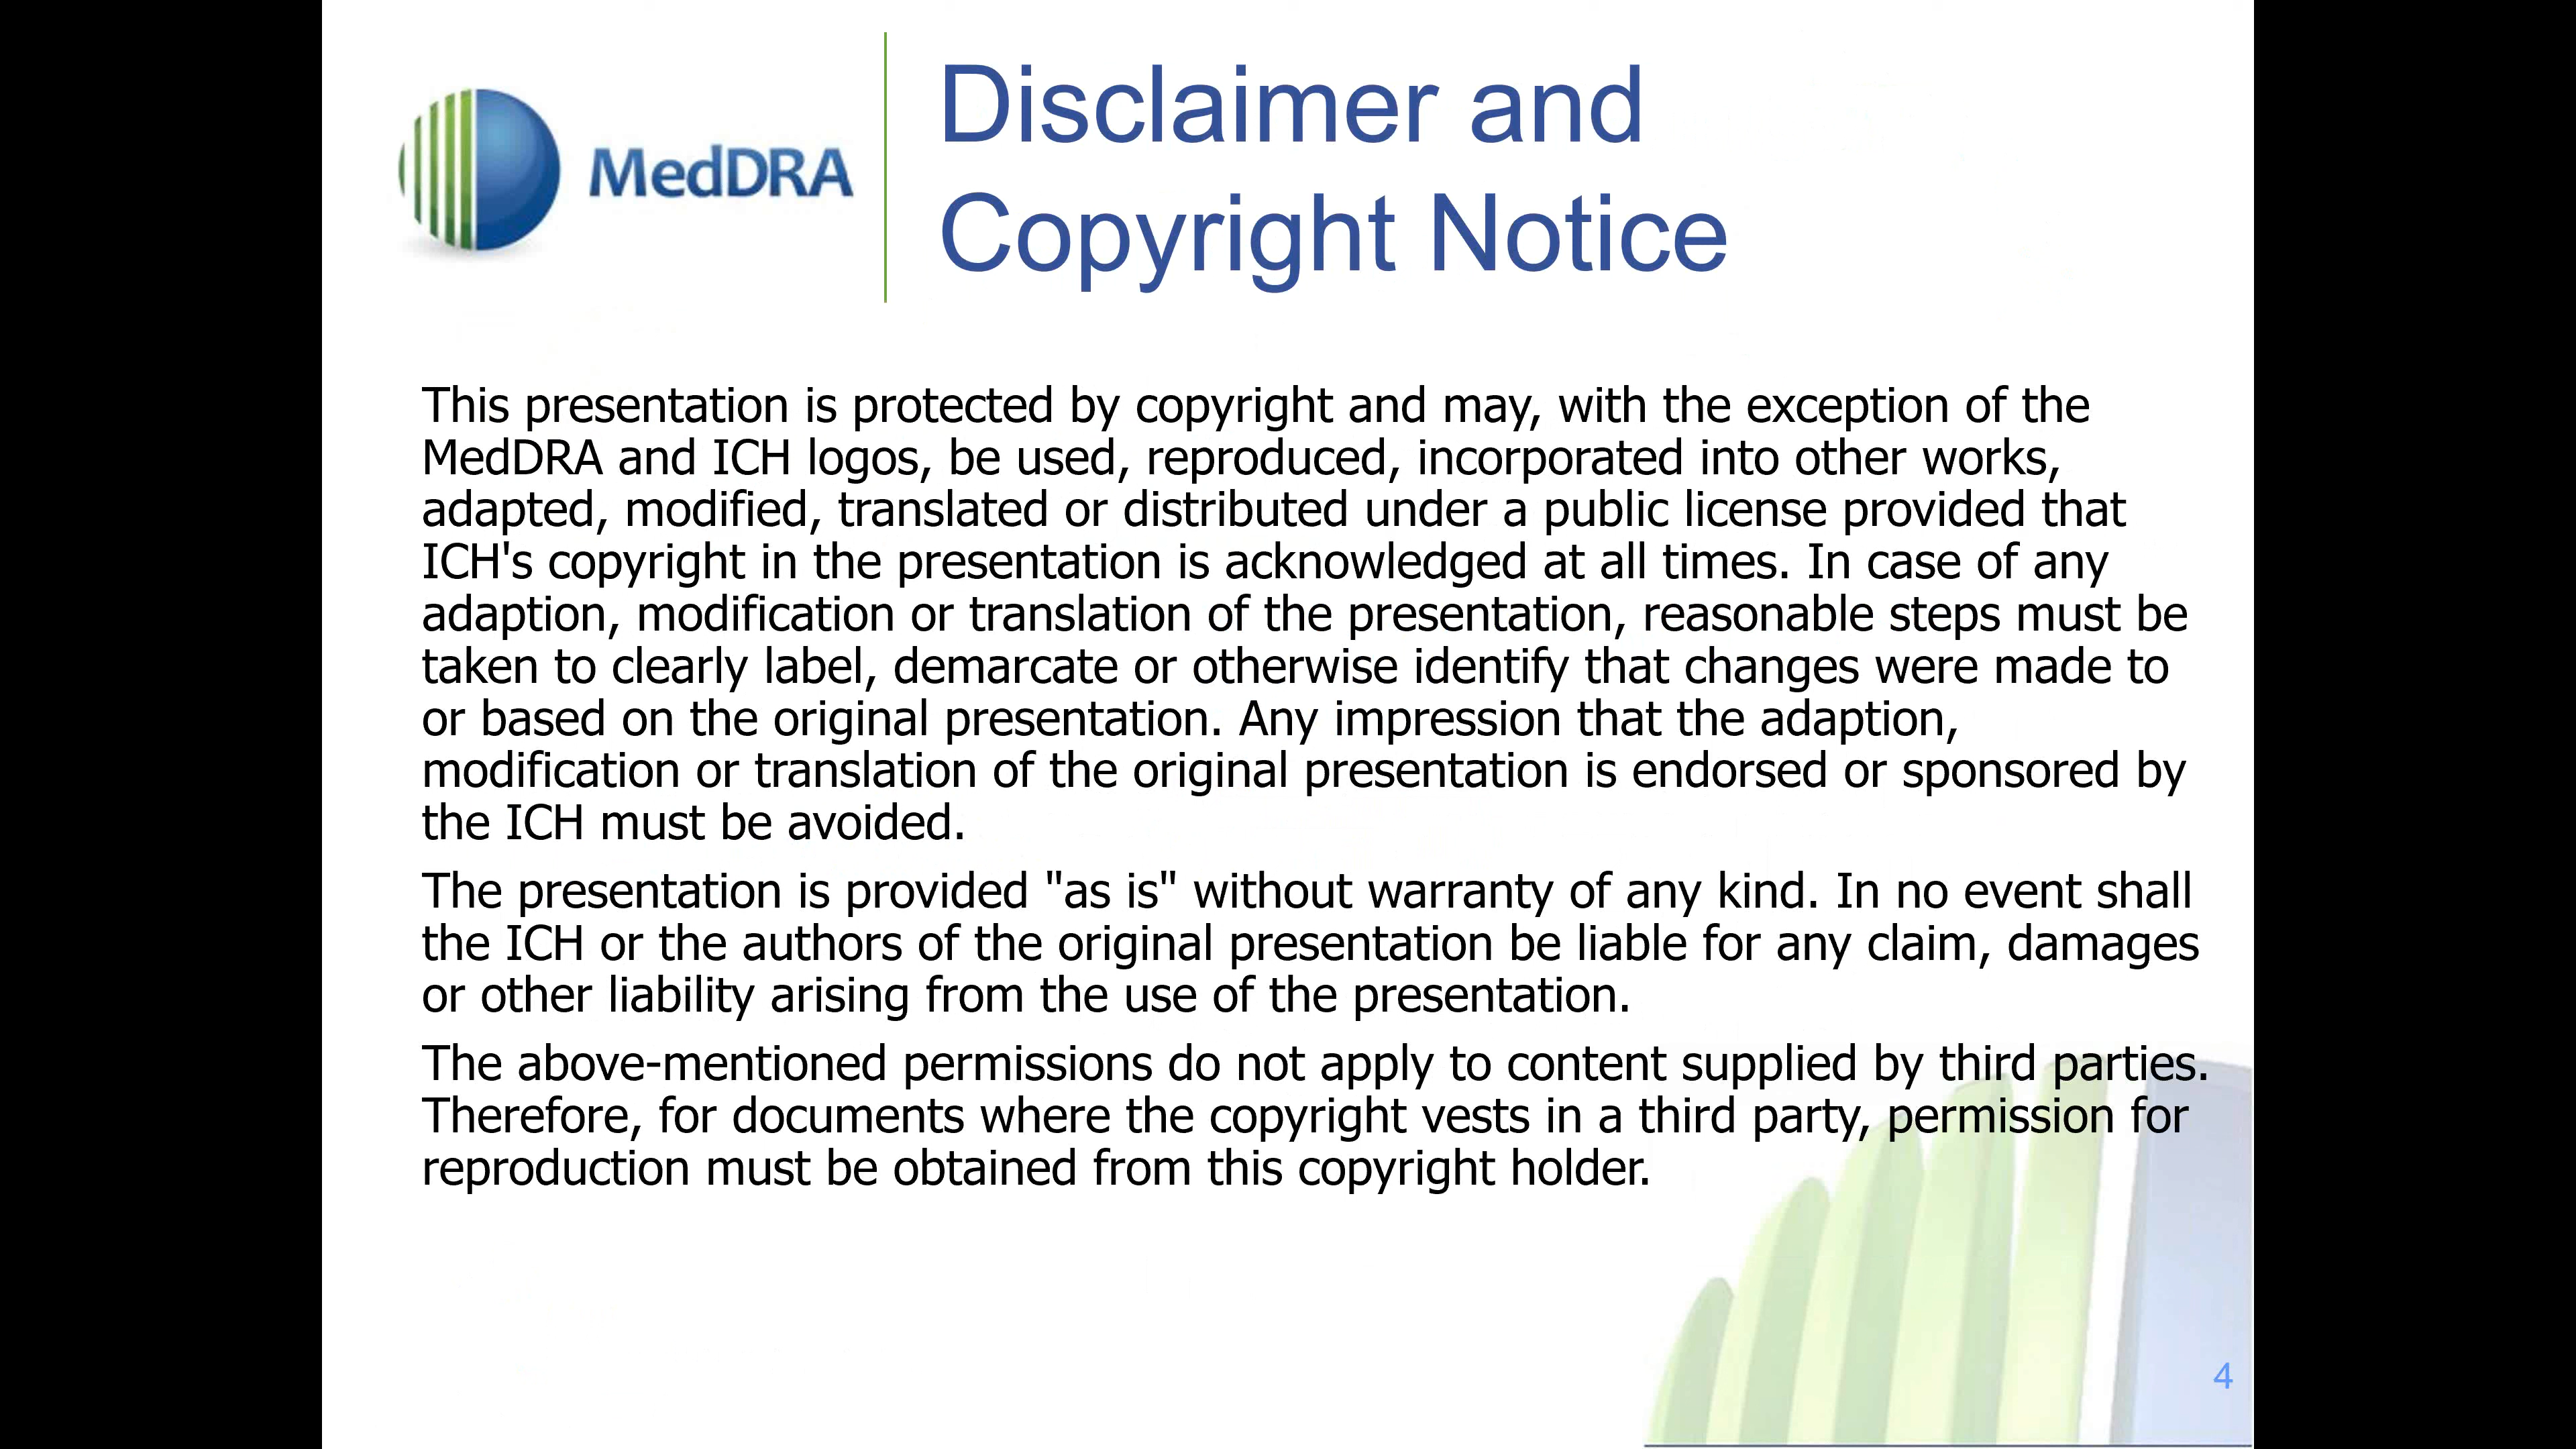 MedDRA
Disclaimer and
Copyright Notice
This presentation is protected by copyright and may, with the exception of the
MedDRA and ICH logos, be used, reproduced, incorporated into other works,
adapted, modified, translated or distributed under a public license provided that
ICH's copyright in the presentation is acknowledged at all times. In case of any
adaption, modification or translation of the presentation, reasonable steps must be
taken to clearly label, demarcate or otherwise identify that changes were made to
or based on the original presentation. Any impression that the adaption,
modification or translation of the original presentation is endorsed or sponsored by
the ICH must be avoided.
The presentation is provided "as is" without warranty of any kind. In no event shall
the ICH or the authors of the original presentation be liable for any claim, damages
or other liability arising from the use of the presentation.
The above-mentioned permissions do not apply to content supplied by third parties.
Therefore, for documents where the copyright vests in a third party, permission for
reproduction must be obtained from this copyright holder.
4